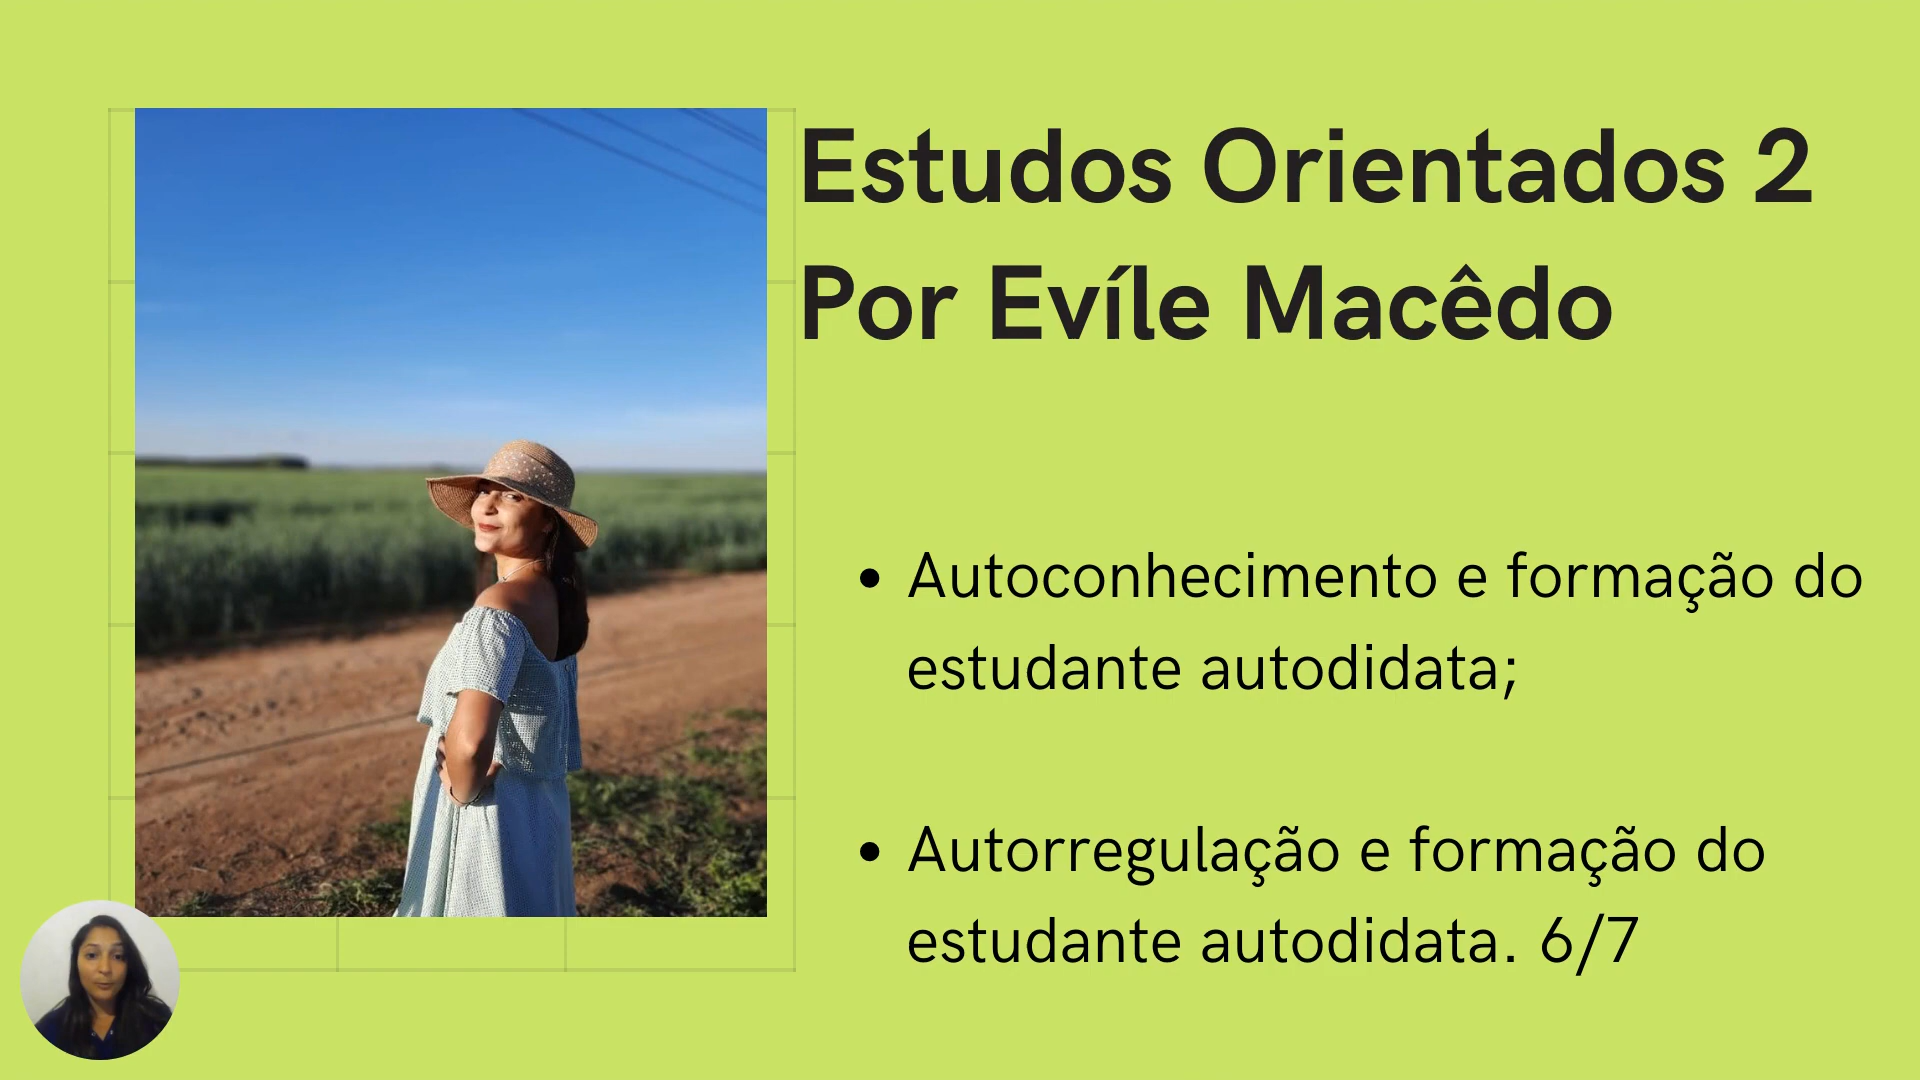 Estudos Orientados 2
Por Evíle Macêdo
• Autoconhecimento e formação do
estudante autodidata;
• Autorregulação e formação do
estudante autodidata. 6/7